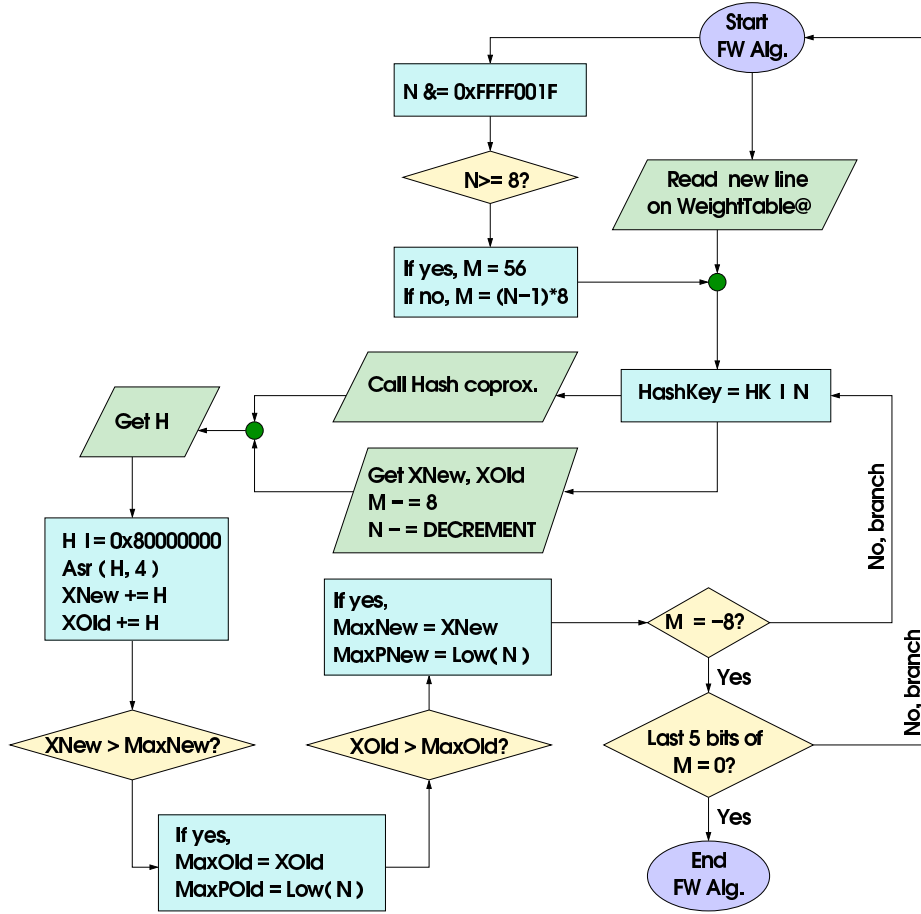 Start
FW Alg.
N &= 0xFFFF001F
N>= 8?
Read new line
on WeightTable@
If yes, M = 56
If no, M = (N−1)*8
Call Hash coprox.
HashKey = HK I N
Get H
Get XNew, XOld
M − = 8
N − = DECREMENT
No, branch
H I = 0x80000000
Asr ( H, 4 )
XNew += H
XOld += H
If yes,
MaxNew = XNew
MaxPNew = Low( N )
M = −8?
Yes
No, branch
XNew > MaxNew?
XOld > MaxOld?
Last 5 bits of
M = 0?
Yes
If yes,
MaxOld = XOld
MaxPOld = Low( N )
End
FW Alg.